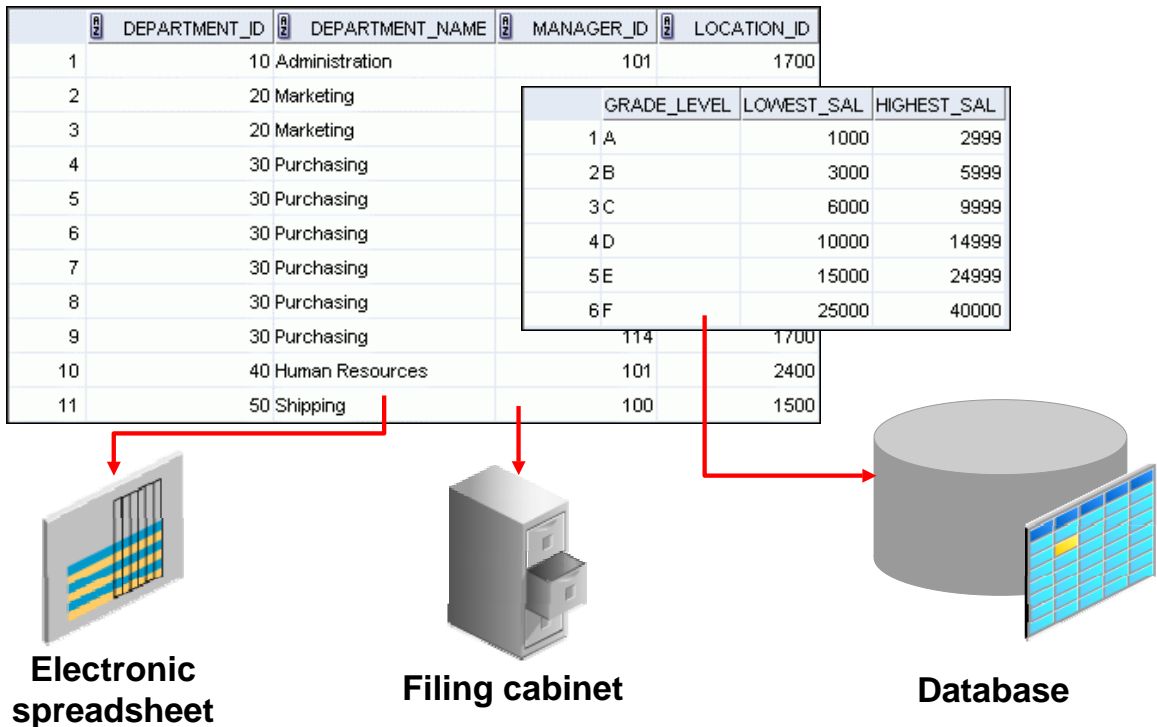 DEPARTMENT_ID DEPARTMENT_NAME MANAGER_ID LOCATION_ID
1 10 Administration 101 1700
2 20 Marketing
3 20 Marketing
4 30 Purchasing
5 30 Purchasing
6 30 Purchasing
7 30 Purchasing
8 30 Purchasing
9 30 Purchasing 114 1700
10 40 Human Resources 101 2400
11 50 Shipping 100 1500
GRADE_LEVEL LOWEST_SAL HIGHEST_SAL
1 A 1000 2999
2 B 3000 5999
3 C 6000 9999
4 D 10000 14999
5 E 15000 24999
6 F 25000 40000
Electronic
spreadsheet
Filing cabinet
Database